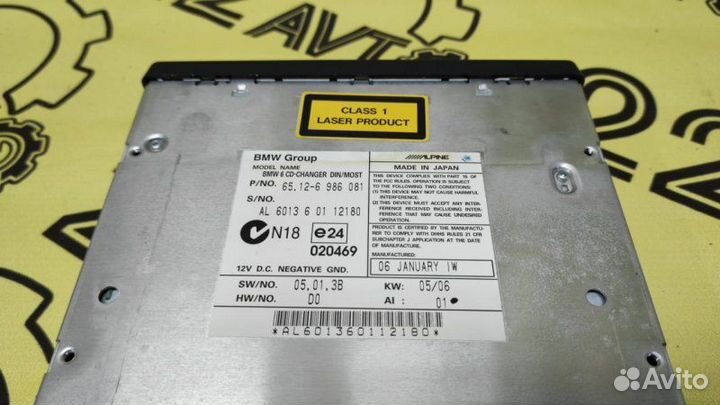 2 AVTO
CLASS 1
LASER PRODUCT
BMW Group
MODEL NAME
BMW 6 CD-CHANGER DIN/MOST
P/NO. 65.12-6 986 081
S/NO.
AL 6013 6 01 12180
N18 e24
020469
12V D.C. NEGATIVE GND.
ALPINE
MADE IN JAPAN
THIS DEVICE COMPLIES WITH PART 15 OF
THE FCC RULES. OPERATION IS SUBJECT TO
THE FOLLOWING TWO CONDITIONS:
(1) THIS DEVICE MAY NOT CAUSE HARMFUL
INTERFERENCE.
(2) THIS DEVICE MUST ACCEPT ANY INTER-
FERENCE THAT MAY CAUSE UNDESIRED
OPERATION.
PRODUCT IS CERTIFIED BY THE MANUFACTU-
RER TO COMPLY WITH DHHS RULES 21 CFR
SUBCHAPTER J APPLICABLE AT THE DATE
OF MANUFACTURE.
MANUFACTURED:
06 JANUARY 1W
SW/NO. 05.01.3B KW: 05/06
HW/NO. D0 AI: 01
*AL601360112180*
Avito